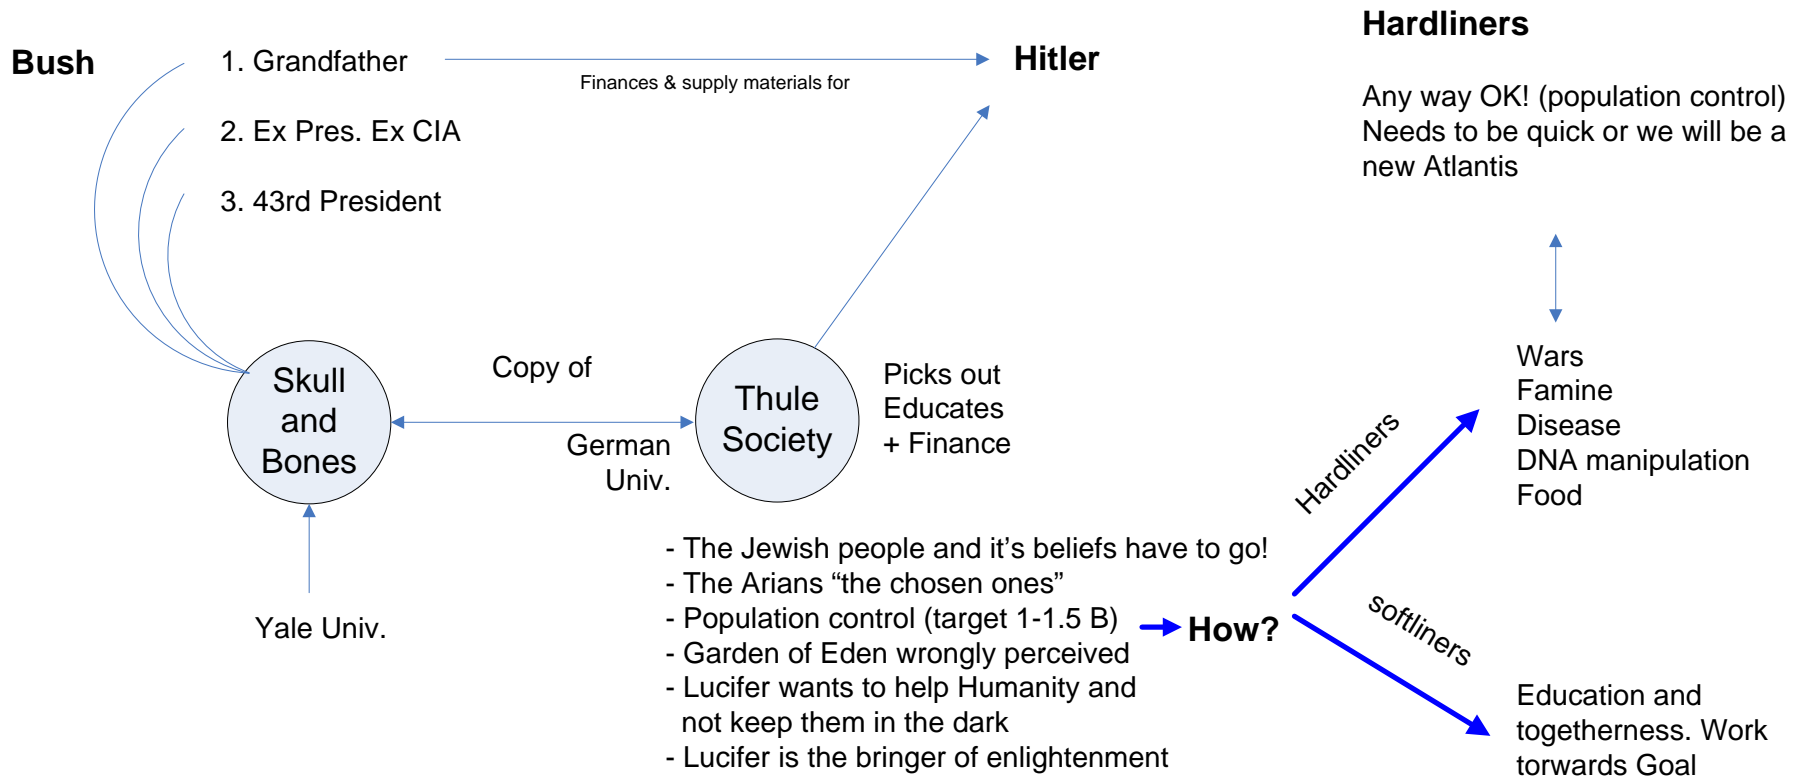 Bush
1. Grandfather
2. Ex Pres. Ex CIA
3. 43rd President
Finances & supply materials for
Hitler
Hardliners
Any way OK! (population control)
Needs to be quick or we will be a
new Atlantis
Skull
and
Bones
Copy of
German
Univ.
Thule
Society
Picks out
Educates
+ Finance
Yale Univ.
- The Jewish people and it’s beliefs have to go!
- The Arians “the chosen ones”
- Population control (target 1-1.5 B)
- Garden of Eden wrongly perceived
- Lucifer wants to help Humanity and
not keep them in the dark
- Lucifer is the bringer of enlightenment
How?
Hardliners
softliners
Wars
Famine
Disease
DNA manipulation
Food
Education and
togetherness. Work
torwards Goal